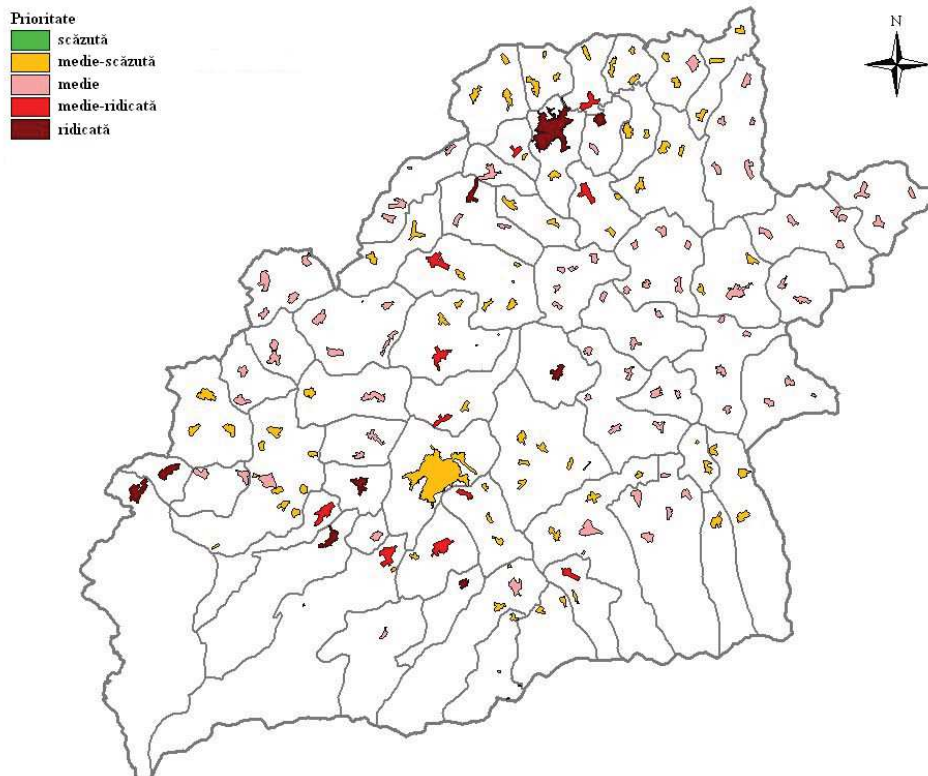 Prioritate
scăzută
medie-scăzută
medie
medie-ridicată
ridicată
N